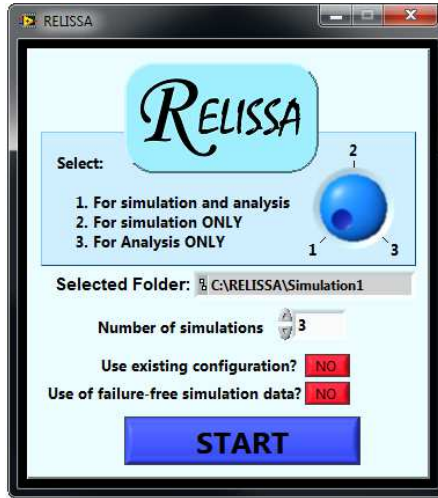 RELISSA
RELISSA
Select:
1. For simulation and analysis
2. For simulation ONLY
3. For Analysis ONLY
2
1
3
Selected Folder: C:\RELISSA\Simulation1
Number of simulations 3
Use existing configuration? NO
Use of failure-free simulation data? NO
START